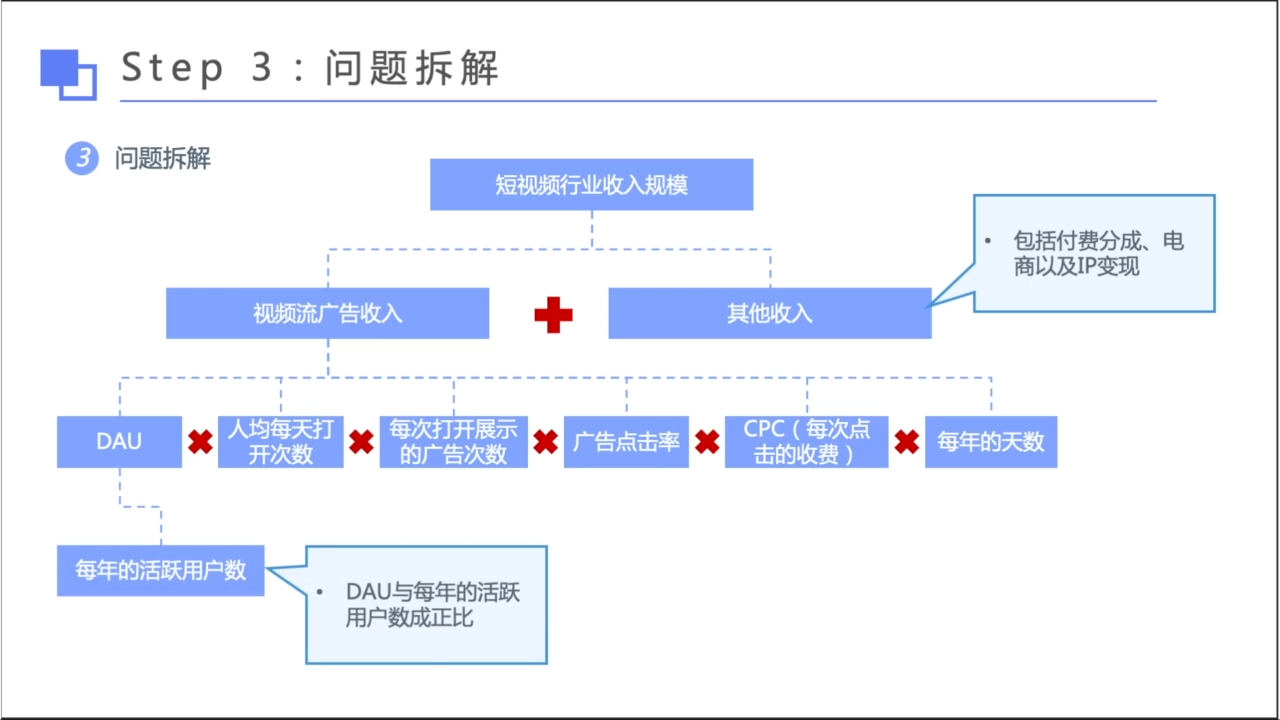 Step 3：问题拆解
3 问题拆解
短视频行业收入规模
• 包括付费分成、电
商以及IP变现
视频流广告收入
其他收入
DAU
人均每天打
开次数
每次打开展示
的广告次数
广告点击率
CPC（每次点
击的收费）
每年的天数
每年的活跃用户数
• DAU与每年的活跃
用户数成正比